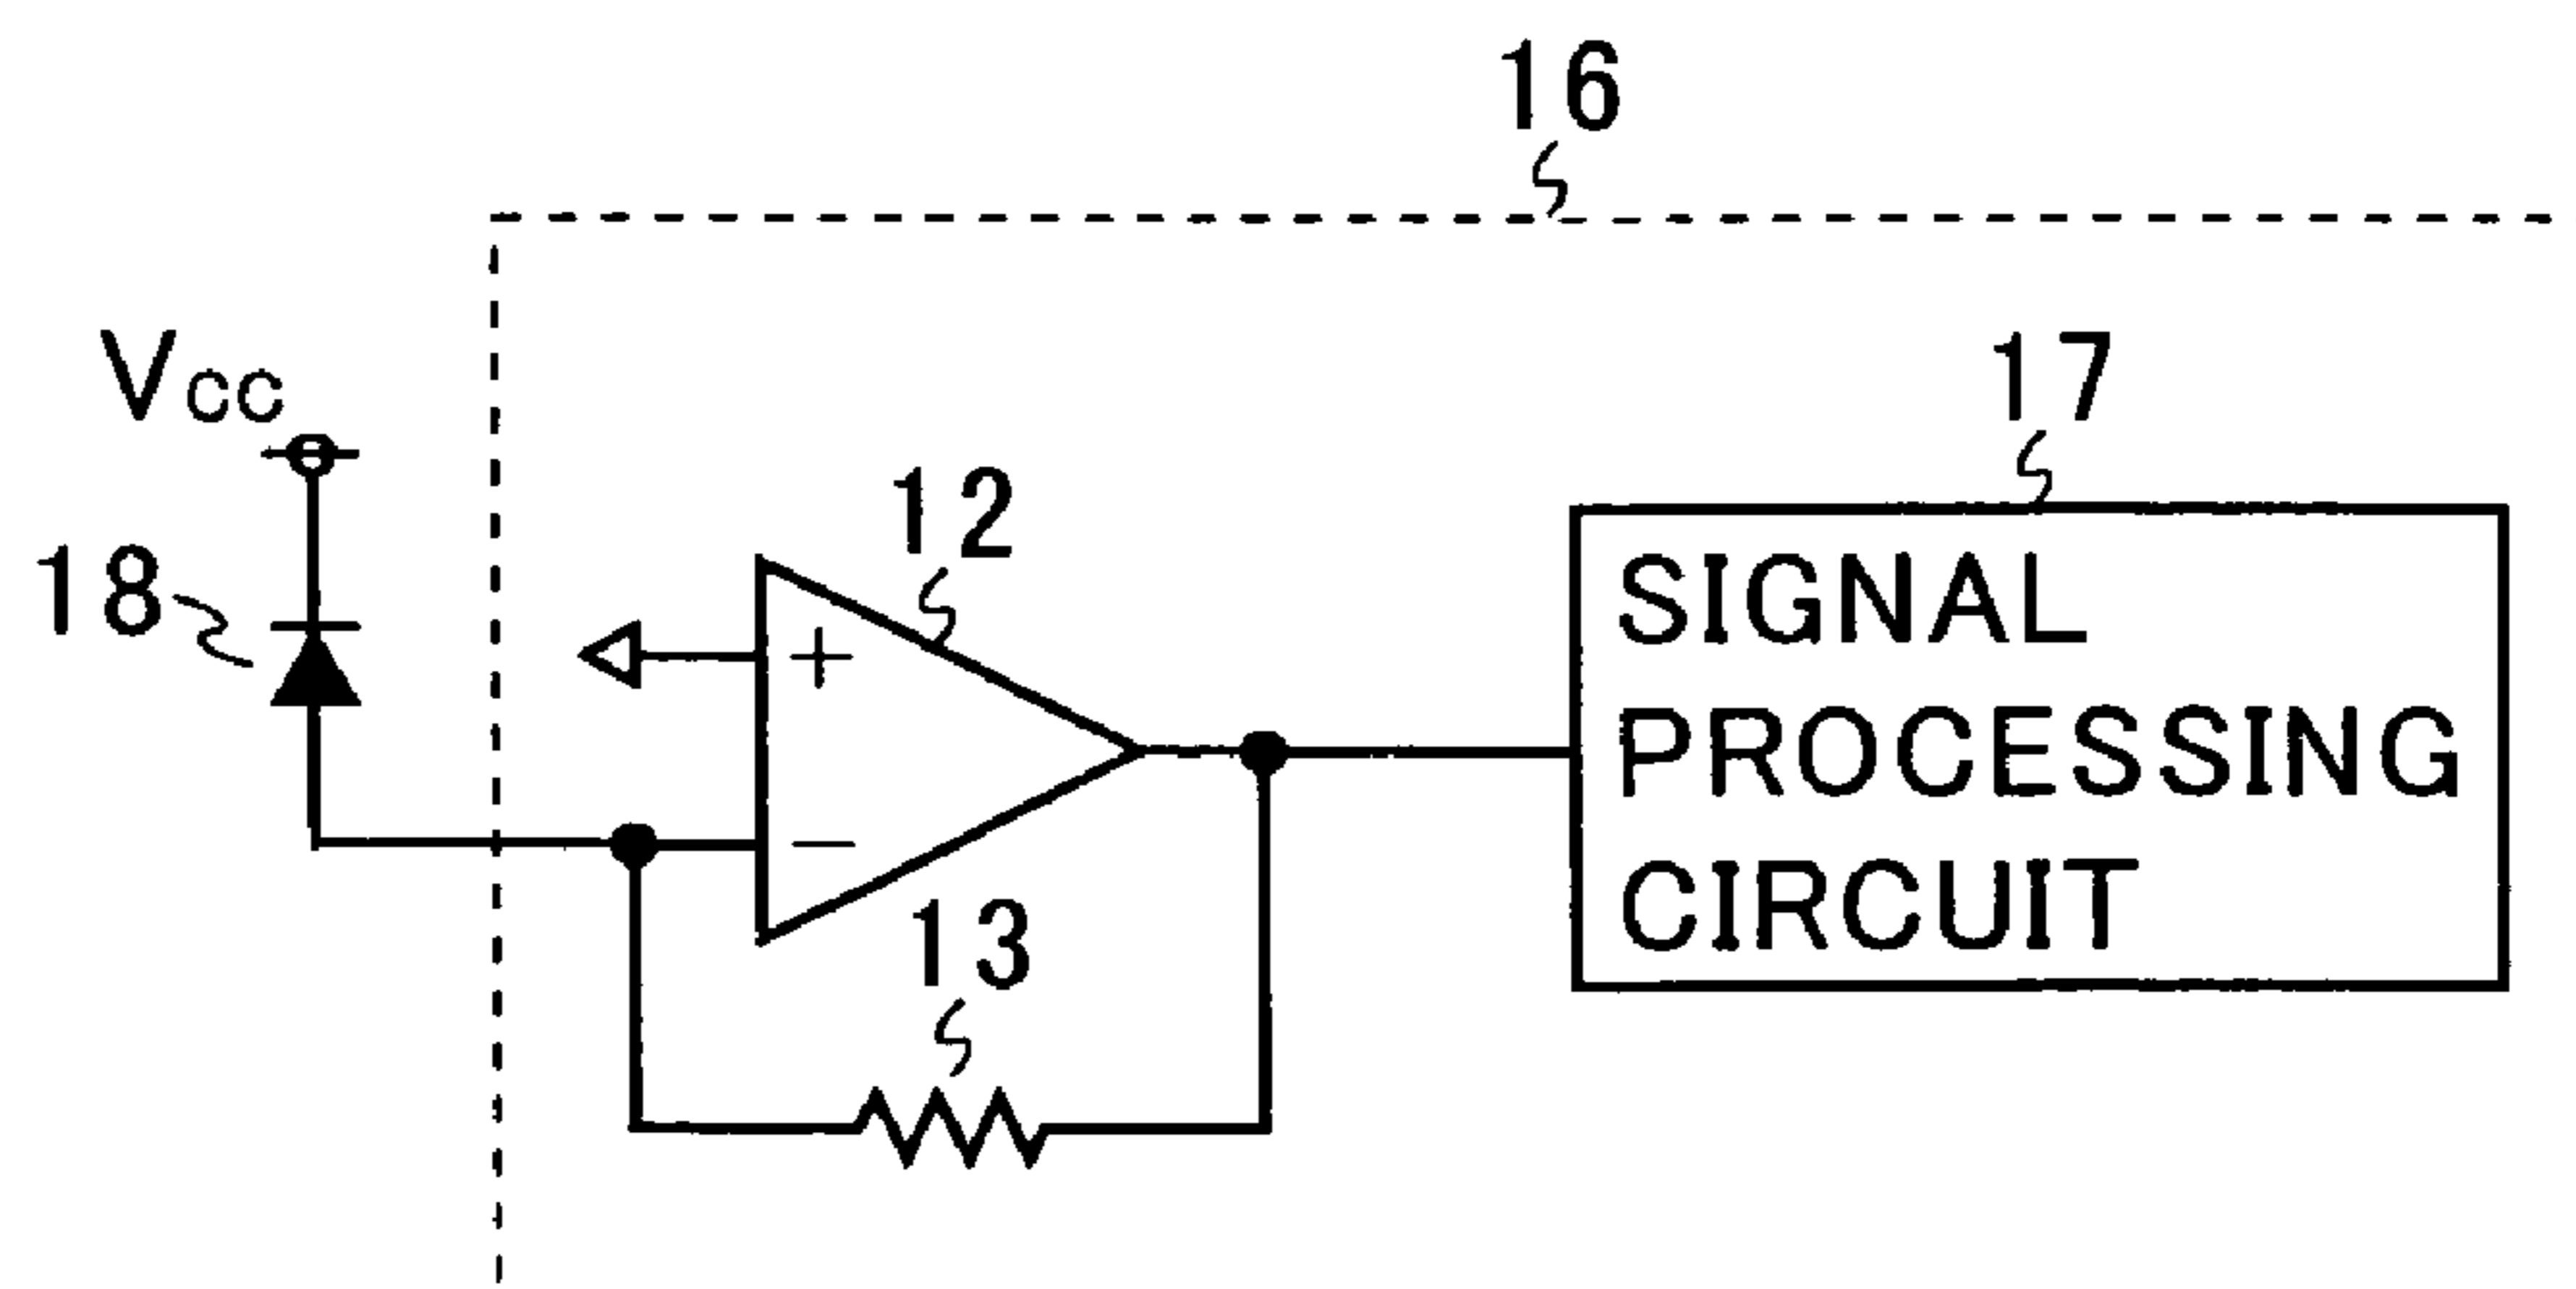 16
Vcc
17
12
18
+
SIGNAL
PROCESSING
CIRCUIT
−
13